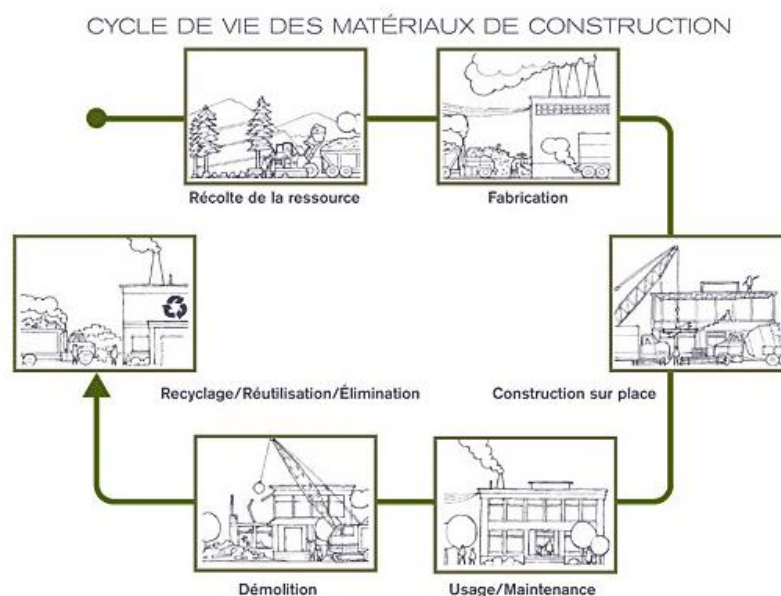 CYCLE DE VIE DES MATÉRIAUX DE CONSTRUCTION
Récolte de la ressource
Fabrication
Recyclage/Réutilisation/Élimination
Construction sur place
Démolition
Usage/Maintenance